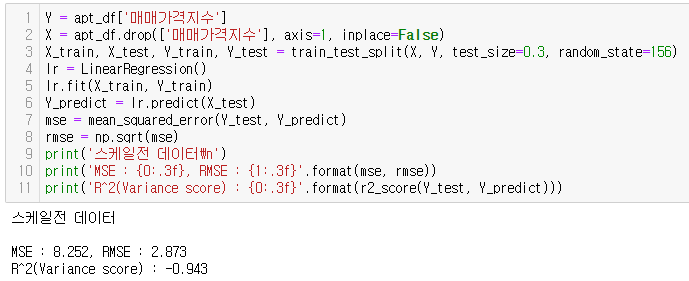 1 Y = apt_df['매매가격지수']
2 X = apt_df.drop(['매매가격지수'], axis=1, inplace=False)
3 X_train, X_test, Y_train, Y_test = train_test_split(X, Y, test_size=0.3, random_state=156)
4 lr = LinearRegression()
5 lr.fit(X_train, Y_train)
6 Y_predict = lr.predict(X_test)
7 mse = mean_squared_error(Y_test, Y_predict)
8 rmse = np.sqrt(mse)
9 print('스케일전 데이터₩n')
10 print('MSE : {0:.3f}, RMSE : {1:.3f}'.format(mse, rmse))
11 print('R^2(Variance score) : {0:.3f}'.format(r2_score(Y_test, Y_predict)))
스케일전 데이터
MSE : 8.252, RMSE : 2.873
R^2(Variance score) : -0.943